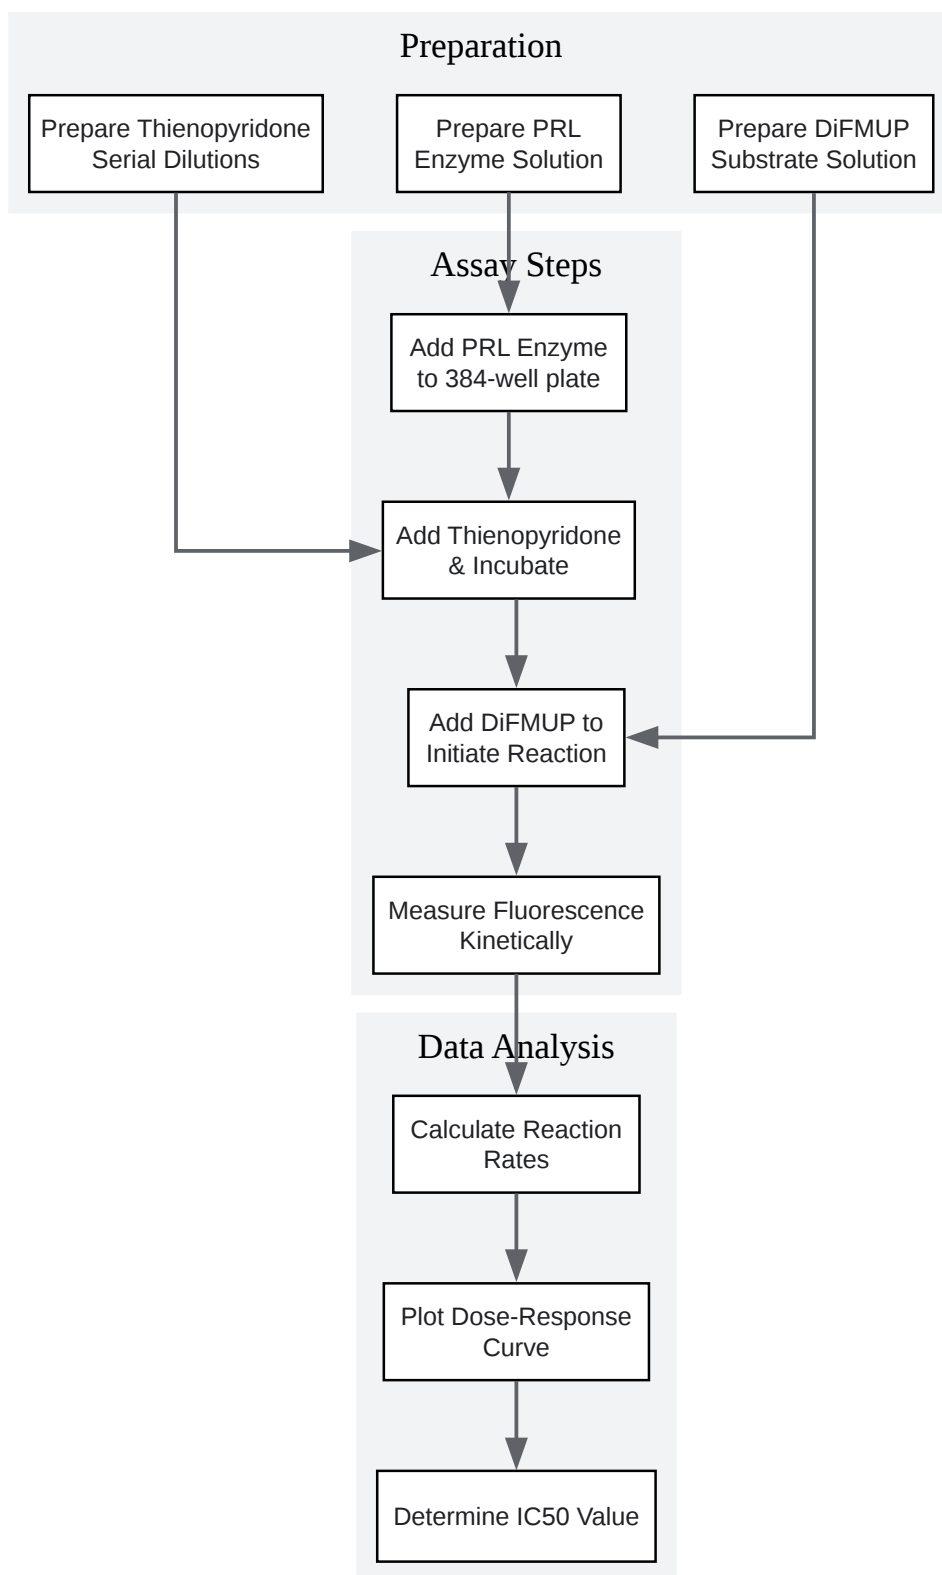 Preparation
Prepare Thienopyridone
Serial Dilutions
Prepare PRL
Enzyme Solution
Prepare DiFMUP
Substrate Solution
Assay Steps
Add PRL Enzyme
to 384-well plate
Add Thienopyridone
& Incubate
Add DiFMUP to
Initiate Reaction
Measure Fluorescence
Kinetically
Data Analysis
Calculate Reaction
Rates
Plot Dose-Response
Curve
Determine IC50 Value